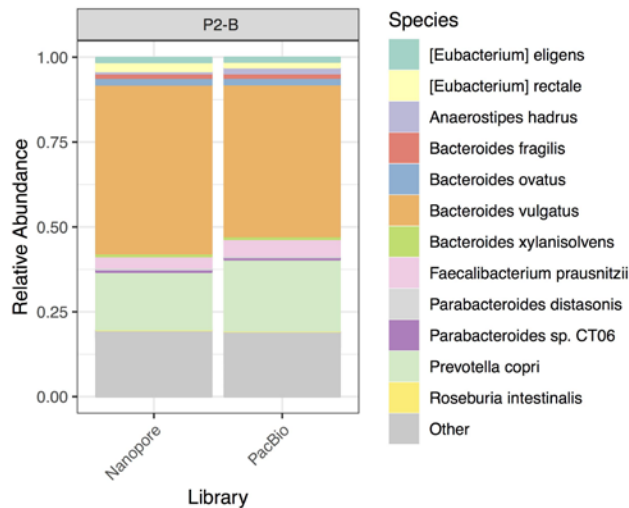 P2-B
Relative Abundance
1.00
0.75
0.50
0.25
0.00
Nanopore
PacBio
Library
Species
[Eubacterium] eligens
[Eubacterium] rectale
Anaerostipes hadrus
Bacteroides fragilis
Bacteroides ovatus
Bacteroides vulgatus
Bacteroides xylanisolvens
Faecalibacterium prausnitzii
Parabacteroides distasonis
Parabacteroides sp. CT06
Prevotella copri
Roseburia intestinalis
Other